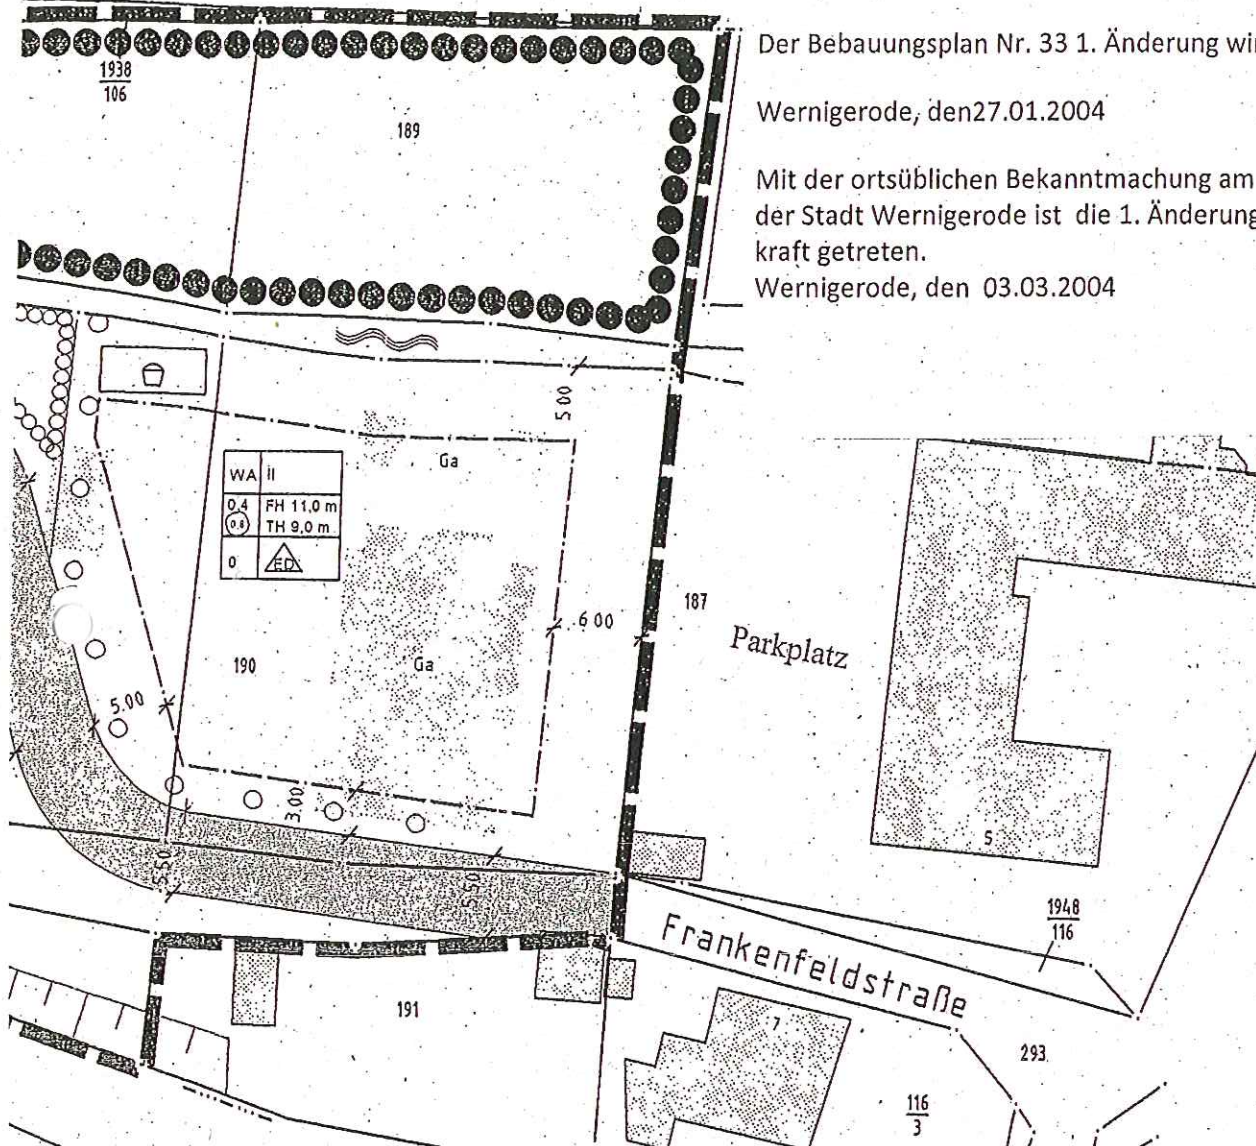 Der Bebauungsplan Nr. 33 1. Änderung wi
Wernigerode, den27.01.2004
Mit der ortsüblichen Bekanntmachung am
der Stadt Wernigerode ist die 1. Änderung
kraft getreten.
Wernigerode, den 03.03.2004
1938
106
189
5 00
Ga
WA II
0,4 FH 11,0 m
0,8 TH 9,0 m
0 ED
6 00
187
Parkplatz
190
Ga
5.00
3.00
5.50
5.50
5
1948
116
Frankenfeldstraße
191
7
293
116
3